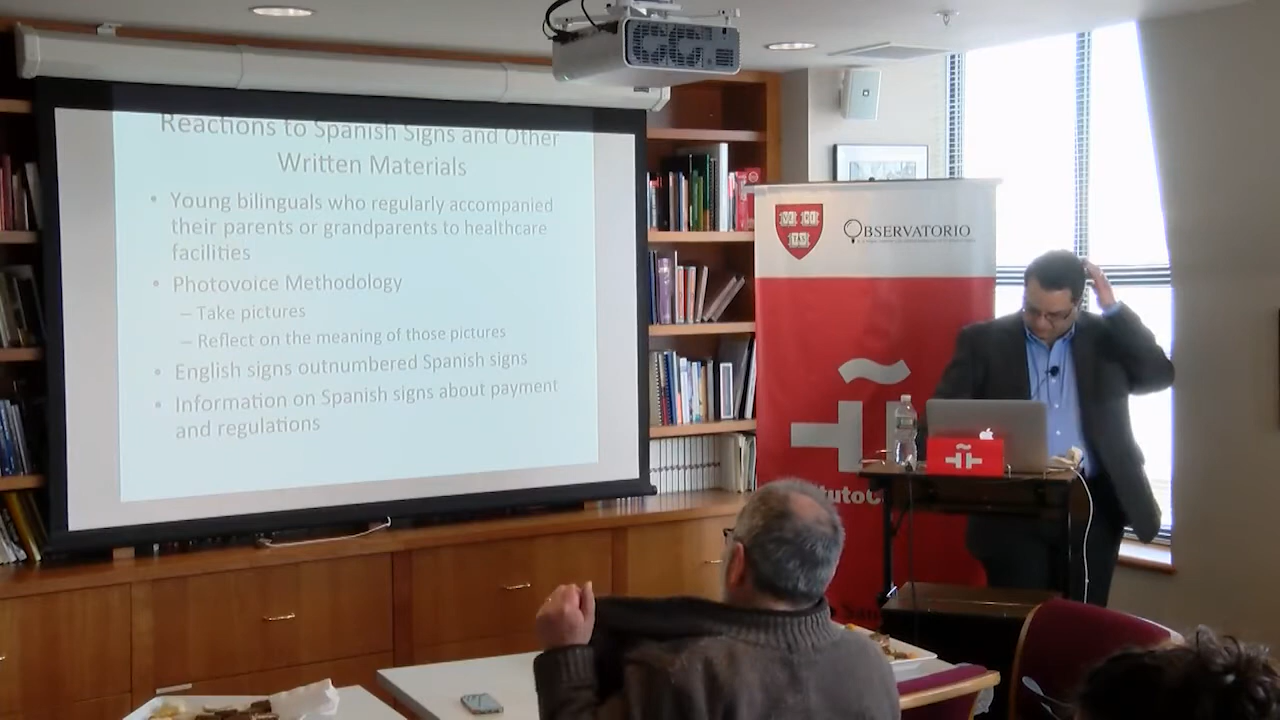 Reactions to Spanish Signs and Other
Written Materials
• Young bilinguals who regularly accompanied
their parents or grandparents to healthcare
facilities
• Photovoice Methodology
– Take pictures
– Reflect on the meaning of those pictures
• English signs outnumbered Spanish signs
• Information on Spanish signs about payment
and regulations
OBSERVATORIO